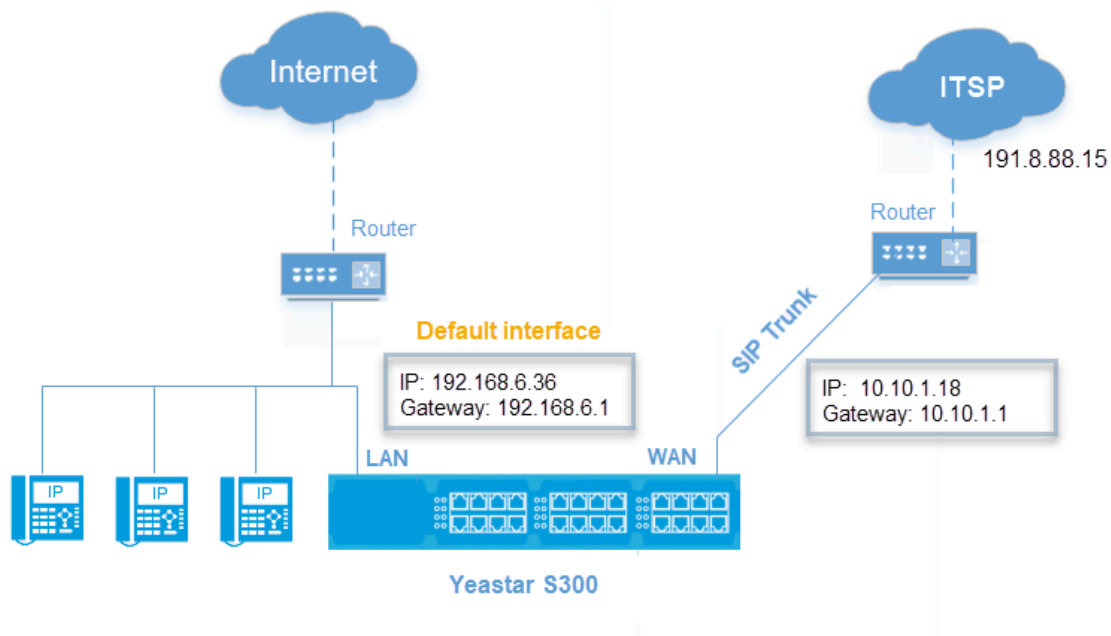 Internet
ITSP
191.8.88.15
Router
Router
Default interface
SIP Trunk
IP: 192.168.6.36
Gateway: 192.168.6.1
IP: 10.10.1.18
Gateway: 10.10.1.1
LAN
WAN
IP
IP
IP
Yeastar S300